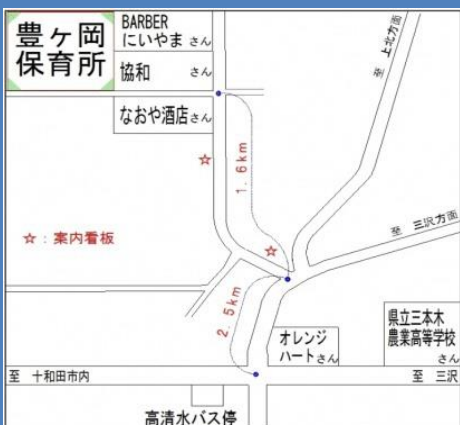 豊ヶ岡
保育所
BARBER
にいやま さん
協和 さん
なおや酒店さん
☆
1.6km
至 上北方面
☆:案内看板
☆
至 三沢方面
2.5km
オレンジ
ハートさん
県立三本木
農業高等学校
さん
至 十和田市内
至 三沢
高清水バス停